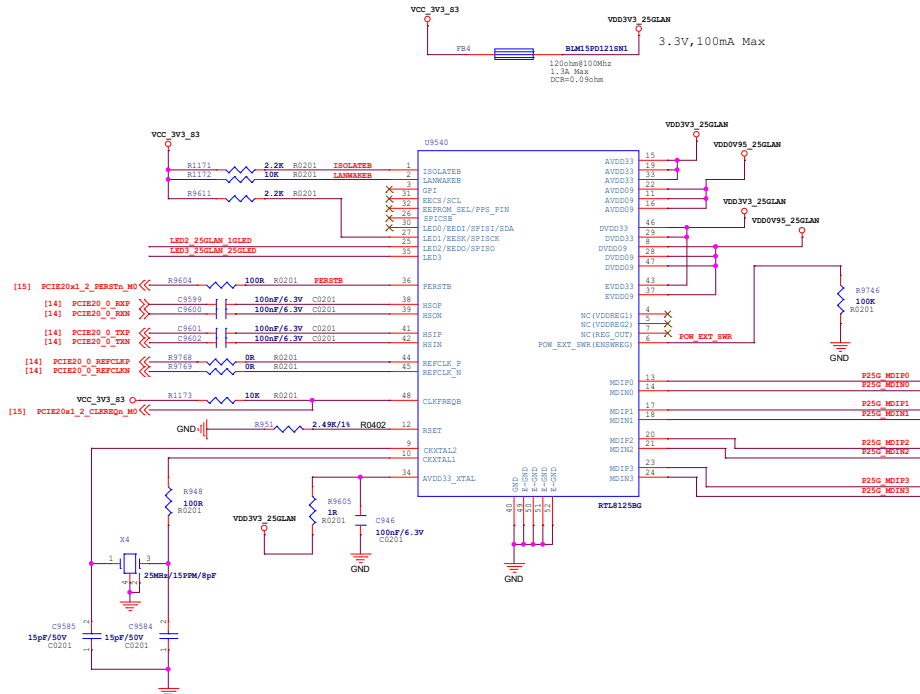 VCC_3V3_S3
VDD3V3_25GLAN
3.3V,100mA Max
FB4
BLM15PD121SN1
120ohm@100Mhz
1.3A Max
DCR=0.09ohm
VCC_3V3_S3
U9540
VDD3V3_25GLAN
VDD0V95_25GLAN
R1171 2.2K R0201 ISOLATEB 1 ISOLATEB
R1172 10K R0201 LANWAKEB 2 LANWAKEB
3 GPI
R9611 2.2K R0201 31 EECS/SCL
32 EEPROM_SEL/PPS_PIN
26 SPICSB
30 LED0/EEDI/SPISI/SDA
27 LED1/EESK/SPISCK
LED2_25GLAN_1GLED 25 LED2/EEDO/SPISO
LED3_25GLAN_25GLED 35 LED3
AVDD33 15
AVDD33 19
AVDD33 33
AVDD09 22
AVDD09 11
AVDD09 16
VDD3V3_25GLAN
VDD0V95_25GLAN
DVDD33 46
DVDD33 29
DVDD09 8
DVDD09 28
DVDD09 47
EVDD33 43
EVDD09 37
[15] PCIE20x1_2_PERSTn_M0 R9604 100R R0201 PERSTB 36 PERSTB
[14] PCIE20_0_RXP C9599 100nF/6.3V C0201 38 HSOP
[14] PCIE20_0_RXN C9600 100nF/6.3V C0201 39 HSON
[14] PCIE20_0_TXP C9601 100nF/6.3V C0201 41 HSIP
[14] PCIE20_0_TXN C9602 100nF/6.3V C0201 42 HSIN
[14] PCIE20_0_REFCLKP R9768 0R R0201 44 REFCLK_P
[14] PCIE20_0_REFCLKN R9769 0R R0201 45 REFCLK_N
NC(VDDREG1) 4
NC(VDDREG2) 5
NC(REG_OUT) 7
POW_EXT_SWR(ENSWREG) 6 POW_EXT_SWR
R9746
100K
R0201
GND
VCC_3V3_S3 R1173 10K R0201 48 CLKREQB
[15] PCIE20x1_2_CLKREQn_M0
GND R951 2.49K/1% R0402 12 RSET
9 CKXTAL2
10 CKXTAL1
34 AVDD33_XTAL
MDIP0 13 P25G_MDIP0
MDIN0 14 P25G_MDIN0
MDIP1 17 P25G_MDIP1
MDIN1 18 P25G_MDIN1
MDIP2 20 P25G_MDIP2
MDIN2 21 P25G_MDIN2
MDIP3 23 P25G_MDIP3
MDIN3 24 P25G_MDIN3
GND E-GND E-GND E-GND E-GND
40 49 50 51 52
RTL8125BG
GND
R948
100R
R0201
R9605
1R
R0201
VDD3V3_25GLAN
C946
100nF/6.3V
C0201
GND
X4
1 3
4 2
25MHz/15PPM/8pF
C9585
15pF/50V
C0201
2
1
C9584
15pF/50V
C0201
2
1